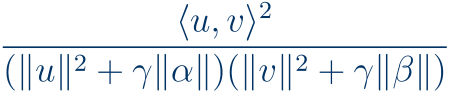 ⟨u, v⟩²
(‖u‖² + γ‖α‖)(‖v‖² + γ‖β‖)